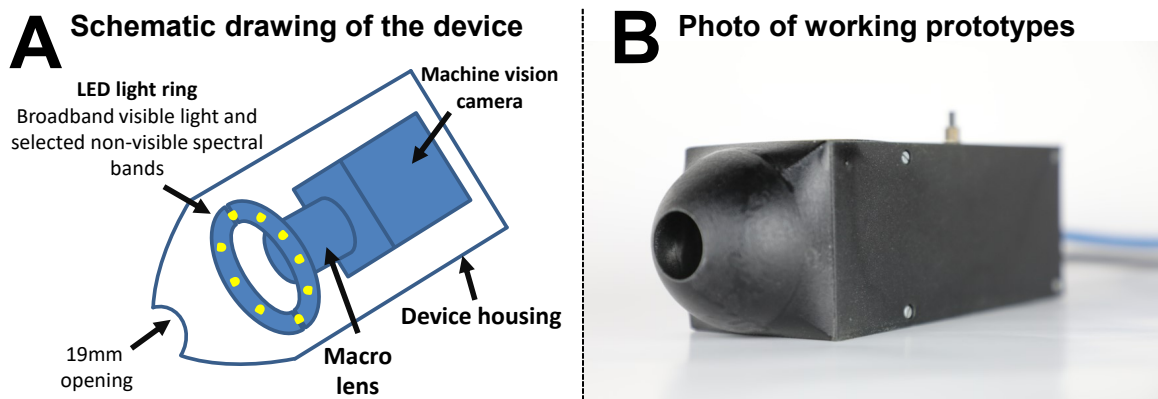 A Schematic drawing of the device
LED light ring
Broadband visible light and
selected non-visible spectral
bands
Machine vision
camera
Device housing
Macro
lens
19mm
opening
B Photo of working prototypes